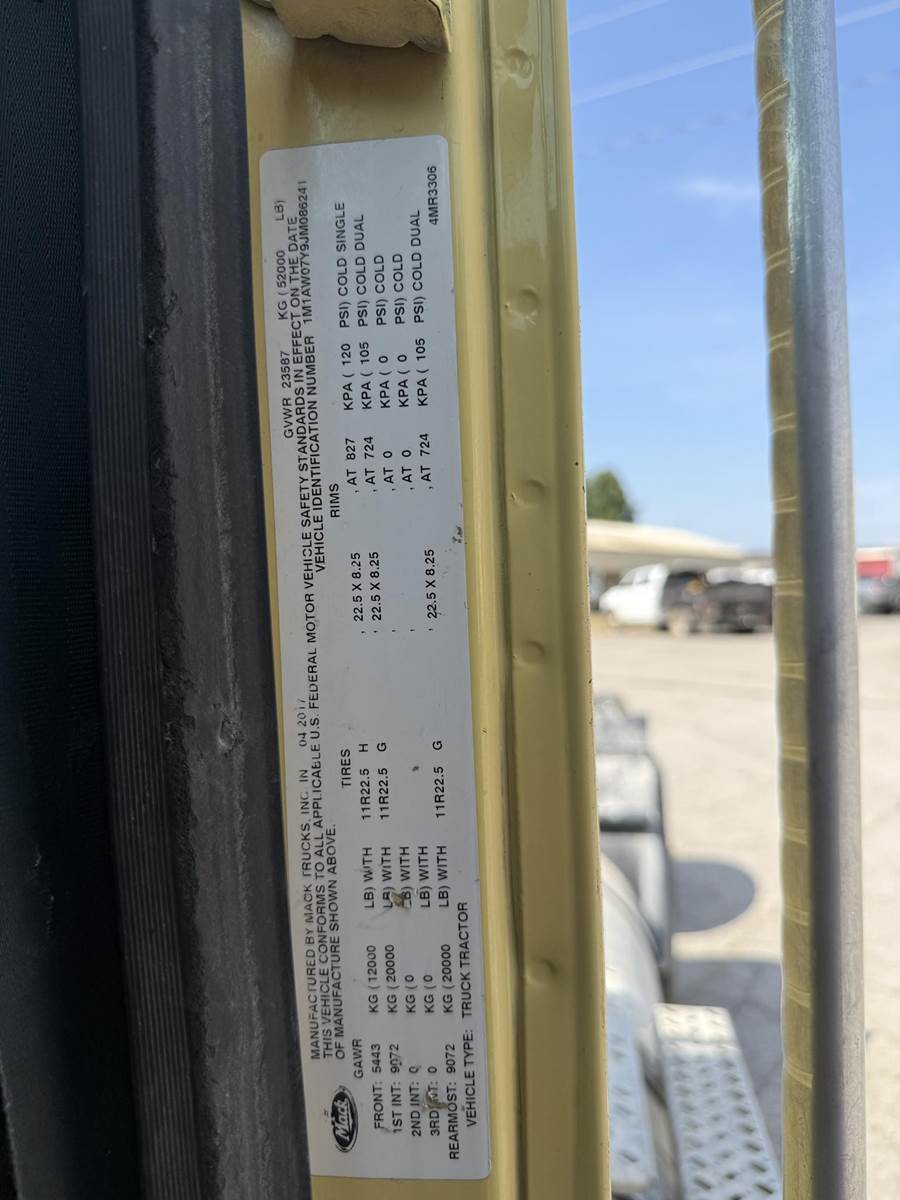 MANUFACTURED BY MACK TRUCKS, INC. IN 04 2017 GVWR 23587 KG ( 52000 LB)
THIS VEHICLE CONFORMS TO ALL APPLICABLE U.S. FEDERAL MOTOR VEHICLE SAFETY STANDARDS IN EFFECT ON THE DATE
OF MANUFACTURE SHOWN ABOVE. VEHICLE IDENTIFICATION NUMBER 1M1AW07Y9JM086241
Mack
GAWR TIRES RIMS
FRONT: 5443 KG ( 12000 LB) WITH 11R22.5 H , 22.5 X 8.25 , AT 827 KPA ( 120 PSI) COLD SINGLE
1ST INT: 9072 KG ( 20000 LB) WITH 11R22.5 G , 22.5 X 8.25 , AT 724 KPA ( 105 PSI) COLD DUAL
2ND INT: 0 KG ( 0 LB) WITH , , AT 0 KPA ( 0 PSI) COLD
3RD INT: 0 KG ( 0 LB) WITH , , AT 0 KPA ( 0 PSI) COLD
REARMOST: 9072 KG ( 20000 LB) WITH 11R22.5 G , 22.5 X 8.25 , AT 724 KPA ( 105 PSI) COLD DUAL
VEHICLE TYPE: TRUCK TRACTOR 4MR3306